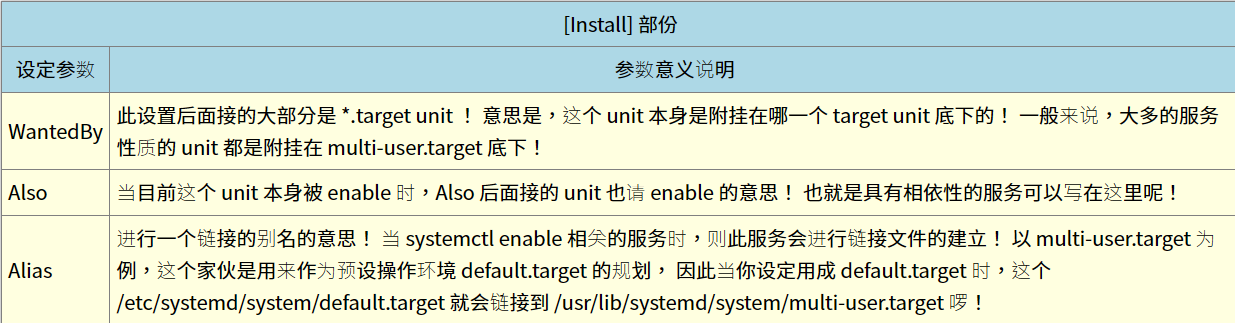 [Install] 部份
设定参数
参数意义说明
WantedBy
此设置后面接的大部分是 *.target unit ! 意思是,这个 unit 本身是附挂在哪一个 target unit 底下的! 一般来说,大多的服务
性质的 unit 都是附挂在 multi-user.target 底下!
Also
当目前这个 unit 本身被 enable 时,Also 后面接的 unit 也请 enable 的意思! 也就是具有相依性的服务可以写在这里呢!
Alias
进行一个链接的别名的意思! 当 systemctl enable 相关的服务时,则此服务会进行链接文件的建立! 以 multi-user.target 为
例,这个家伙是用来作为预设操作环境 default.target 的规划, 因此当你设定用成 default.target 时,这个
/etc/systemd/system/default.target 就会链接到 /usr/lib/systemd/system/multi-user.target 啰!